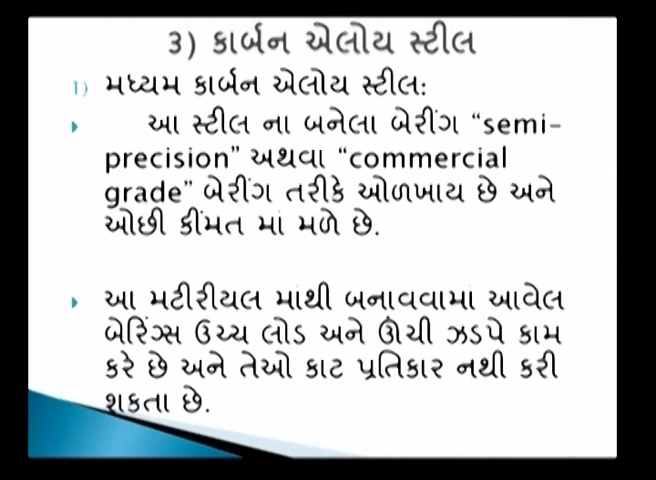 ૩) કાર્બન એલોય સ્ટીલ
1) મધ્યમ કાર્બન એલોય સ્ટીલ:
આ સ્ટીલ ના બનેલા બેરીંગ “semi-
precision” અથવા “commercial
grade” બેરીંગ તરીકે ઓળખાય છે અને
ઓછી કીંમત માં મળે છે.
આ મટીરીયલ માંથી બનાવવામાં આવેલ
બેરિંગ્સ ઉચ્ચ લોડ અને ઊંચી ઝડપે કામ
કરે છે અને તેઓ કાટ પ્રતિકાર નથી કરી
શકતા છે.